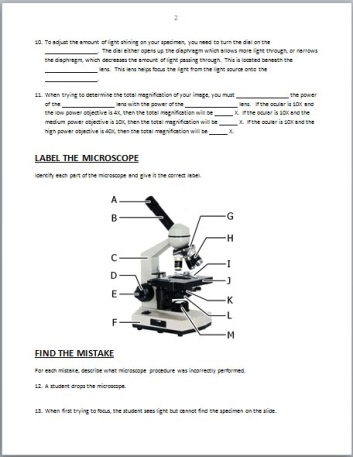 2
10. To adjust the amount of light shining on your specimen, you need to turn the dial on the
____________________. The dial either opens up the diaphragm which allows more light through, or narrows
the diaphragm, which decreases the amount of light passing through. This is located beneath the
____________________ lens. This lens helps focus the light from the light source onto the
____________________.
11. When trying to determine the total magnification of your image, you must ____________________ the power
of the ____________________ lens with the power of the ____________________ lens. If the ocular is 10X and
the low power objective is 4X, then the total magnification will be ______ X. If the ocular is 10X and the
medium power objective is 10X, then the total magnification will be ______ X. If the ocular is 10X and the
high power objective is 40X, then the total magnification will be ______ X.
LABEL THE MICROSCOPE
Identify each part of the microscope and give it the correct label.
A
B
G
H
C
I
D
J
E
K
L
F
M
FIND THE MISTAKE
For each mistake, describe what microscope procedure was incorrectly performed.
12. A student drops the microscope.
13. When first trying to focus, the student sees light but cannot find the specimen on the slide.